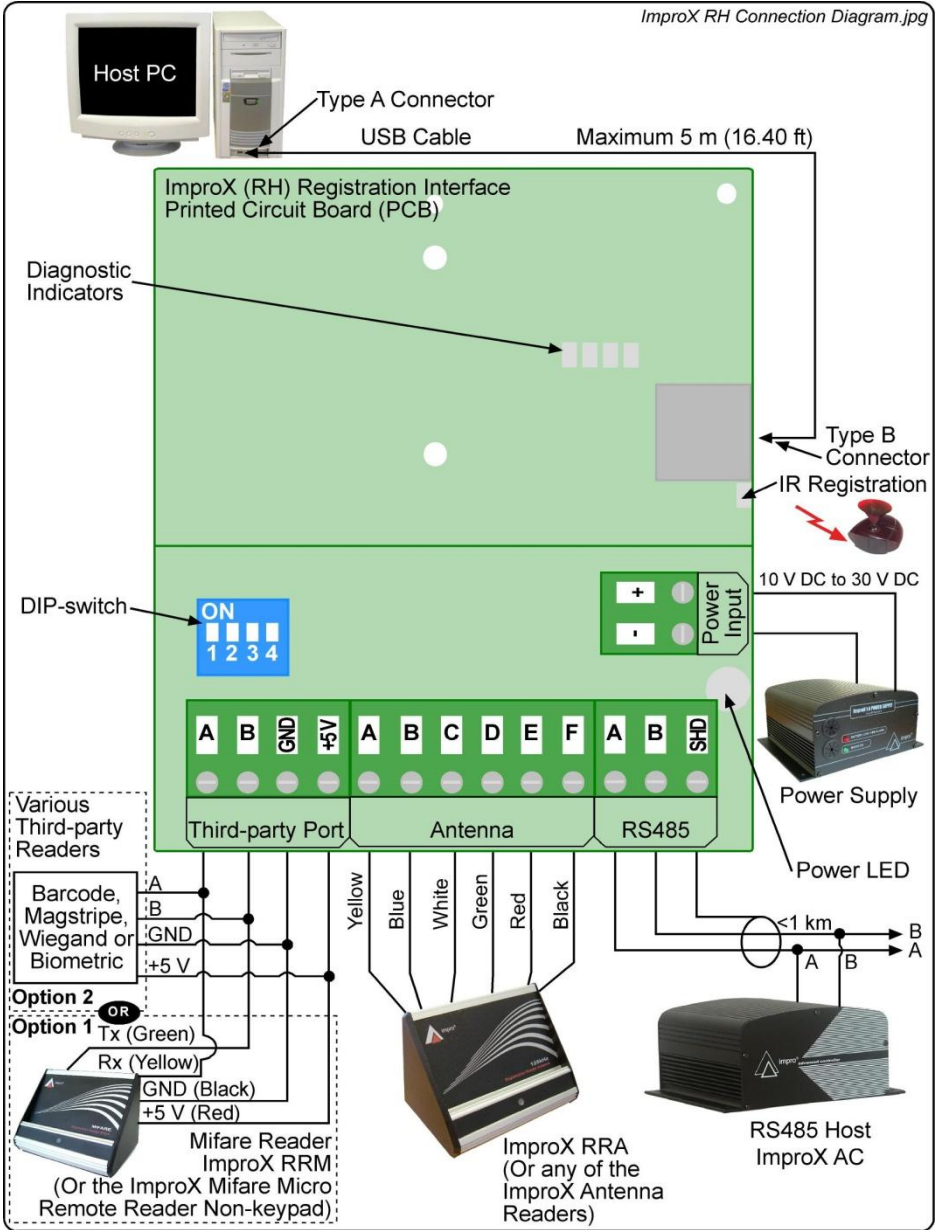 ImproX RH Connection Diagram.jpg
Host PC
Type A Connector
USB Cable
Maximum 5 m (16.40 ft)
ImproX (RH) Registration Interface
Printed Circuit Board (PCB)
Diagnostic
Indicators
Type B
Connector
IR Registration
10 V DC to 30 V DC
DIP-switch
ON
1 2 3 4
+
-
Power
Input
A B GND +5V A B C D E F A B SHD
Third-party Port
Antenna
RS485
Power Supply
Power LED
Various
Third-party
Readers
Barcode,
Magstripe,
Wiegand or
Biometric
A
B
GND
+5 V
Option 2
OR
Option 1
Tx (Green)
Rx (Yellow)
GND (Black)
+5 V (Red)
Mifare Reader
ImproX RRM
(Or the ImproX Mifare Micro
Remote Reader Non-keypad)
Yellow
Blue
White
Green
Red
Black
impro
ImproX RRA
(Or any of the
ImproX Antenna
Readers)
<1 km
B
A
A
B
impro
advanced controller
RS485 Host
ImproX AC